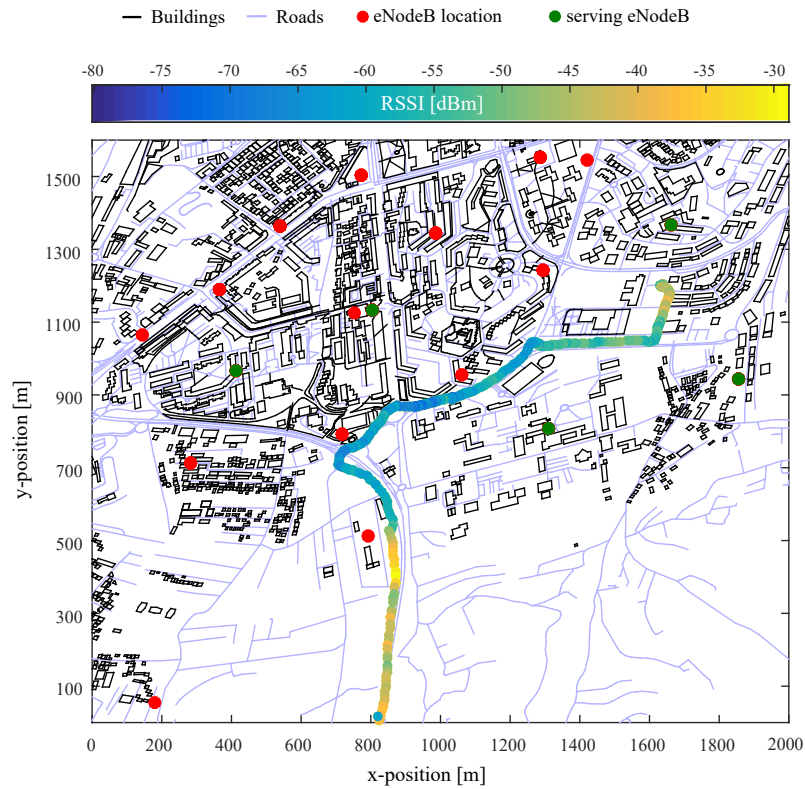 Buildings Roads eNodeB location serving eNodeB
-80 -75 -70 -65 -60 -55 -50 -45 -40 -35 -30
RSSI [dBm]
1500
1300
1100
900
700
500
300
100
y-position [m]
0 200 400 600 800 1000 1200 1400 1600 1800 2000
x-position [m]